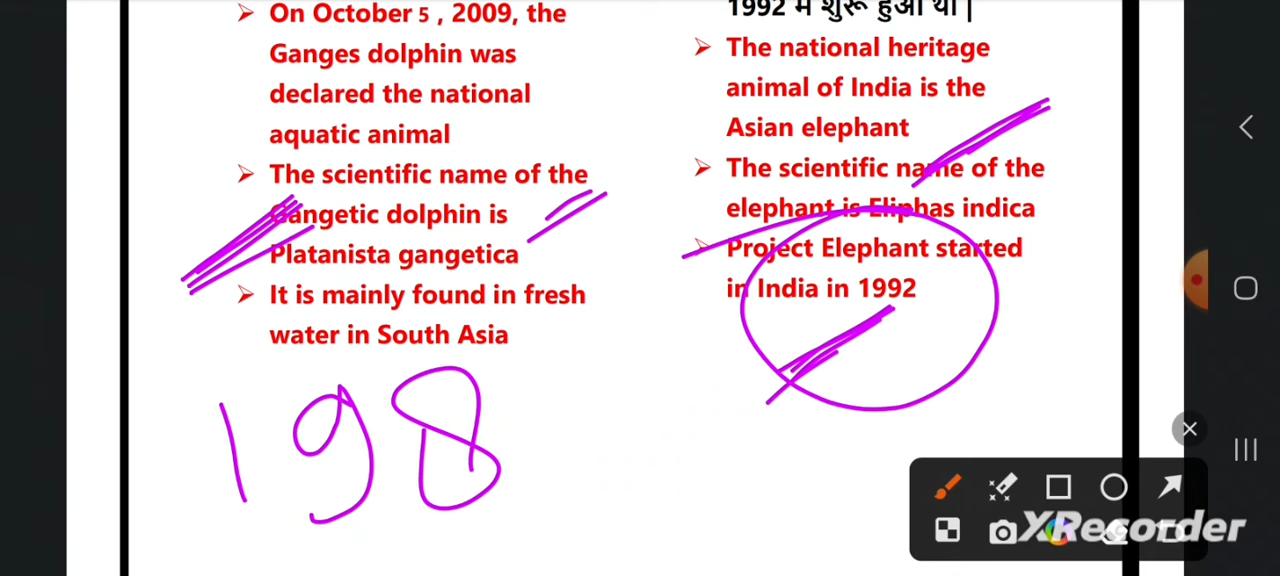 On October 5 , 2009, the
Ganges dolphin was
declared the national
aquatic animal
The scientific name of the
Gangetic dolphin is
Platanista gangetica
It is mainly found in fresh
water in South Asia
198
1992 में शुरू हुआ था |
The national heritage
animal of India is the
Asian elephant
The scientific name of the
elephant is Eliphas indica
Project Elephant started
in India in 1992
XRecorder